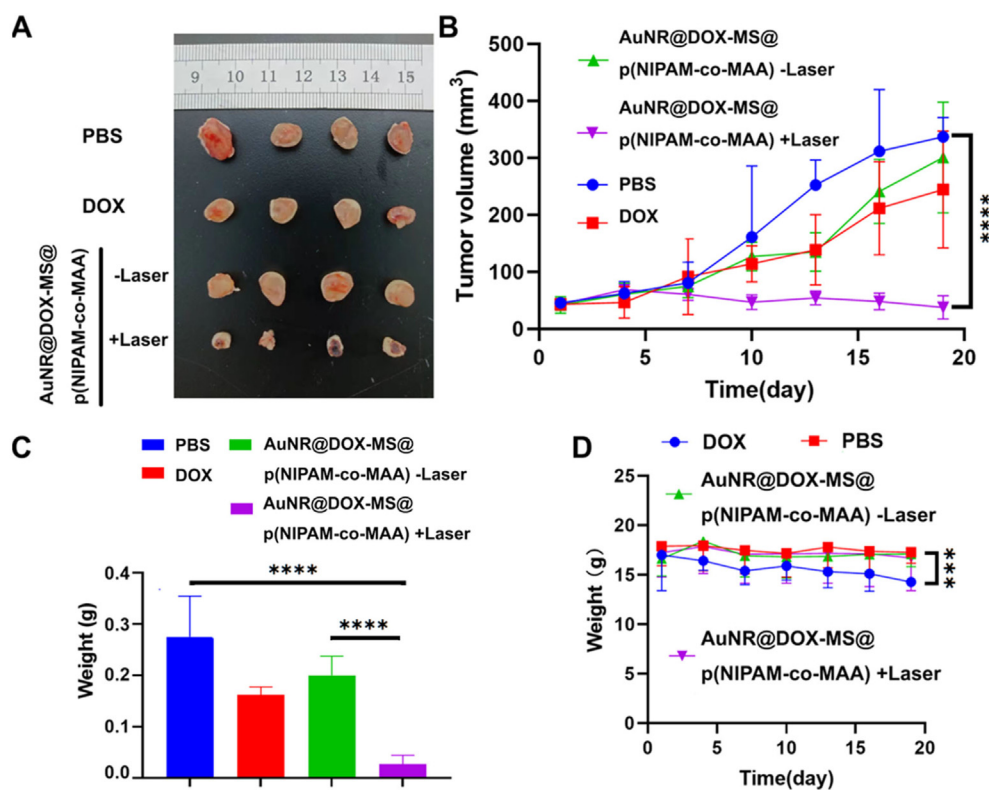 A
9 10 11 12 13 14 15
PBS
DOX
AuNR@DOX-MS@
p(NIPAM-co-MAA)
-Laser
+Laser
B
AuNR@DOX-MS@
p(NIPAM-co-MAA) -Laser
AuNR@DOX-MS@
p(NIPAM-co-MAA) +Laser
PBS
DOX
Tumor volume (mm3)
500
400
300
200
100
0
0 5 10 15 20
Time(day)
****
C
PBS
DOX
AuNR@DOX-MS@
p(NIPAM-co-MAA) -Laser
AuNR@DOX-MS@
p(NIPAM-co-MAA) +Laser
Weight (g)
0.4
0.3
0.2
0.1
0.0
****
****
D
DOX PBS
AuNR@DOX-MS@
p(NIPAM-co-MAA) -Laser
Weight (g)
25
20
15
10
5
0
***
AuNR@DOX-MS@
p(NIPAM-co-MAA) +Laser
0 5 10 15 20
Time(day)